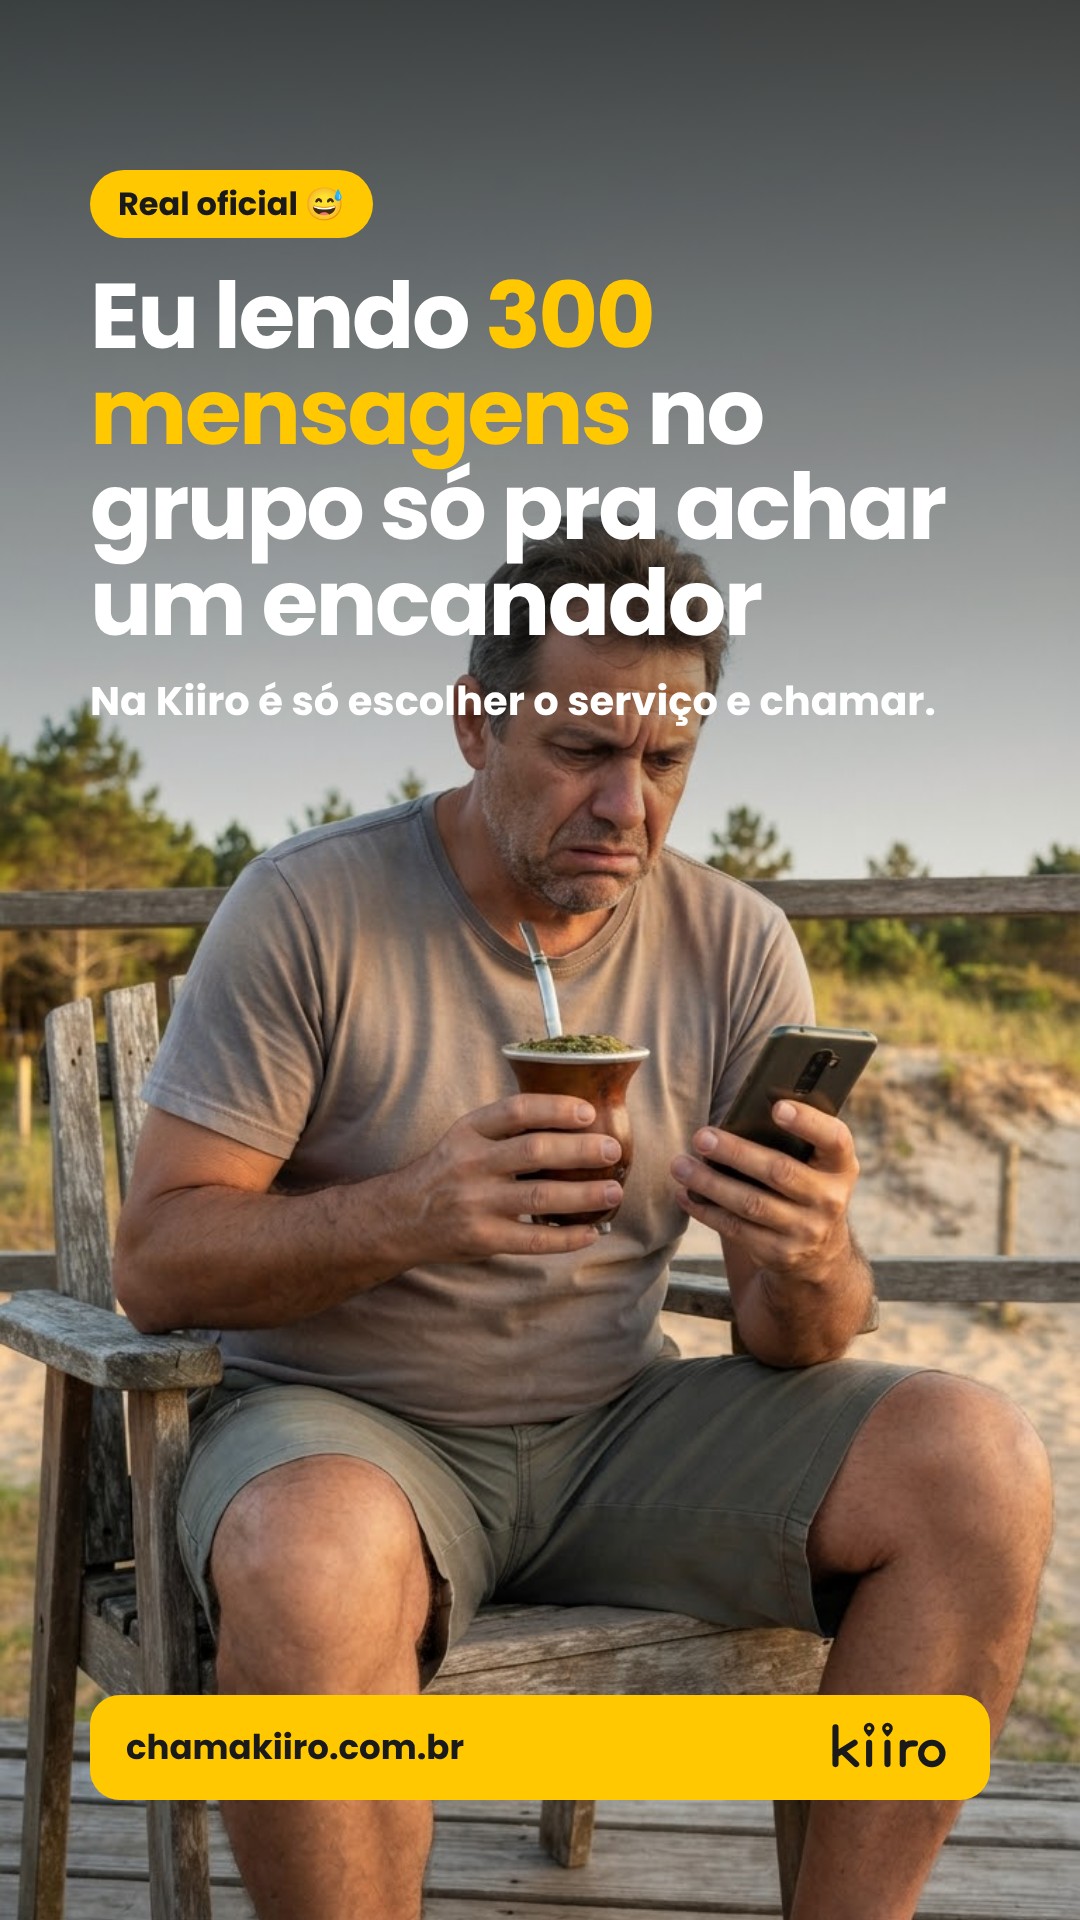 Real oficial 😅
Eu lendo 300
mensagens no
grupo só pra achar
um encanador
Na Kiiro é só escolher o serviço e chamar.
chamakiiro.com.br
kiiro